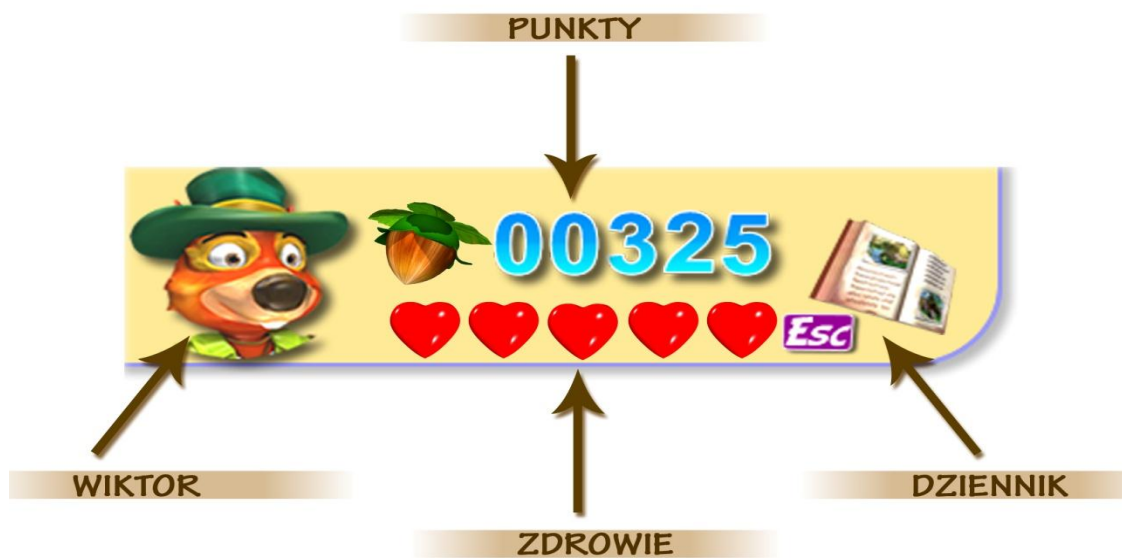 PUNKTY
00325
Esc
WIKTOR
DZIENNIK
ZDROWIE